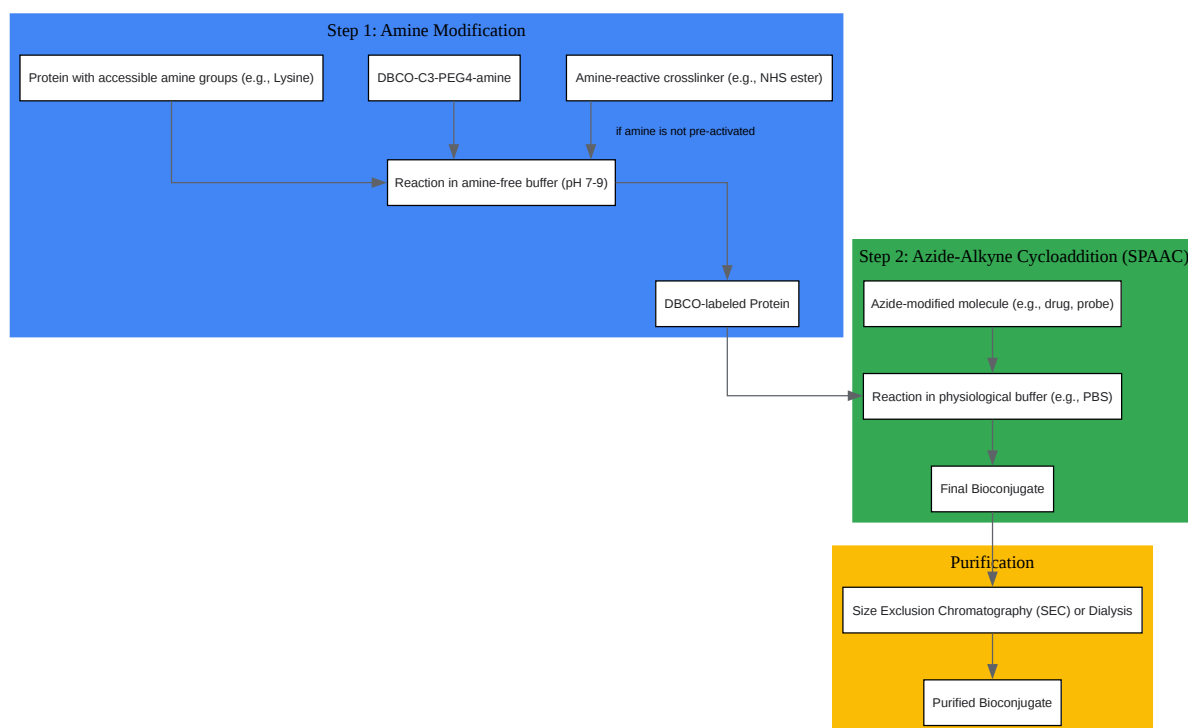 Step 1: Amine Modification
Protein with accessible amine groups (e.g., Lysine)
DBCO-C3-PEG4-amine
Amine-reactive crosslinker (e.g., NHS ester)
if amine is not pre-activated
Reaction in amine-free buffer (pH 7-9)
DBCO-labeled Protein
Step 2: Azide-Alkyne Cycloaddition (SPAAC)
Azide-modified molecule (e.g., drug, probe)
Reaction in physiological buffer (e.g., PBS)
Final Bioconjugate
Purification
Size Exclusion Chromatography (SEC) or Dialysis
Purified Bioconjugate